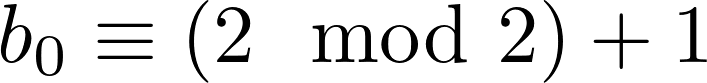 b₀ ≡ (2 mod 2) + 1